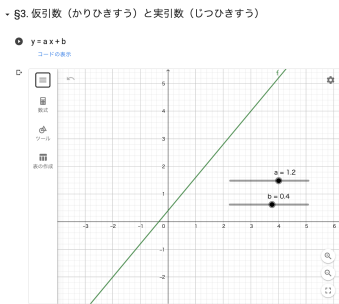 §3. 仮引数（かりひきすう）と実引数（じつひきすう）
y = a x + b
コードの表示
数式
ツール
表の作成
f
a = 1.2
b = 0.4
5
4
3
2
1
-3 -2 -1 0 1 2 3 4 5 6
-1
-2